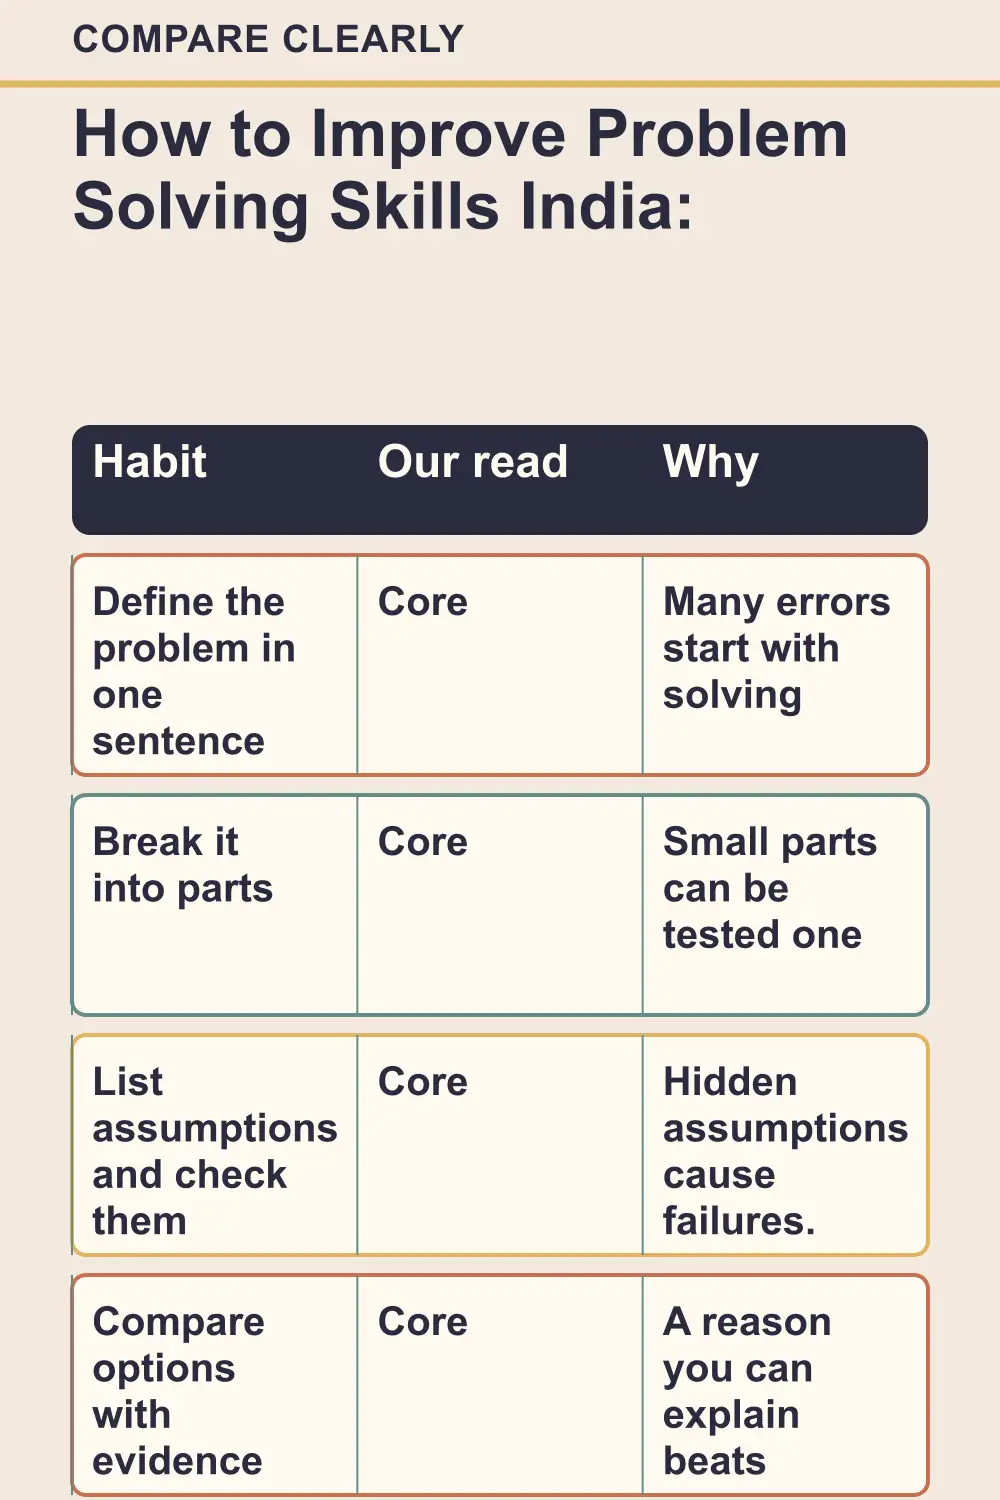 COMPARE CLEARLY
How to Improve Problem
Solving Skills India:
Habit
Our read
Why
Define the
problem in
one
sentence
Core
Many errors
start with
solving
Break it
into parts
Core
Small parts
can be
tested one
List
assumptions
and check
them
Core
Hidden
assumptions
cause
failures.
Compare
options
with
evidence
Core
A reason
you can
explain
beats